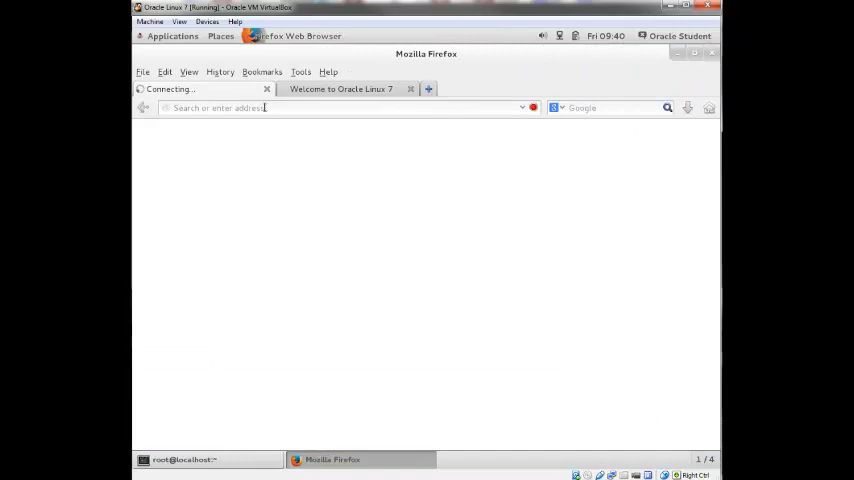 Oracle Linux 7 [Running] - Oracle VM VirtualBox
Machine View Devices Help
Applications Places Firefox Web Browser Fri 09:40 Oracle Student
Mozilla Firefox
File Edit View History Bookmarks Tools Help
Connecting... Welcome to Oracle Linux 7
Search or enter address Google
root@localhost:~ Mozilla Firefox 1 / 4
Right Ctrl